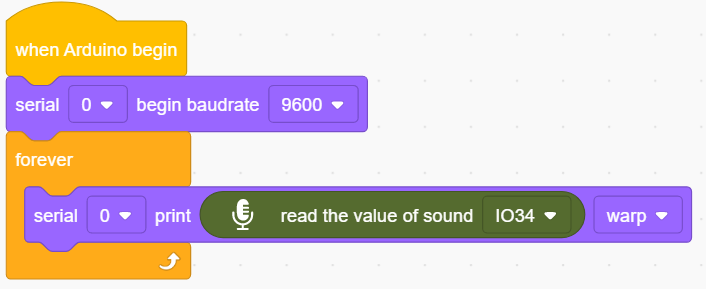 when Arduino begin
serial 0 begin baudrate 9600
forever
serial 0 print read the value of sound IO34 warp